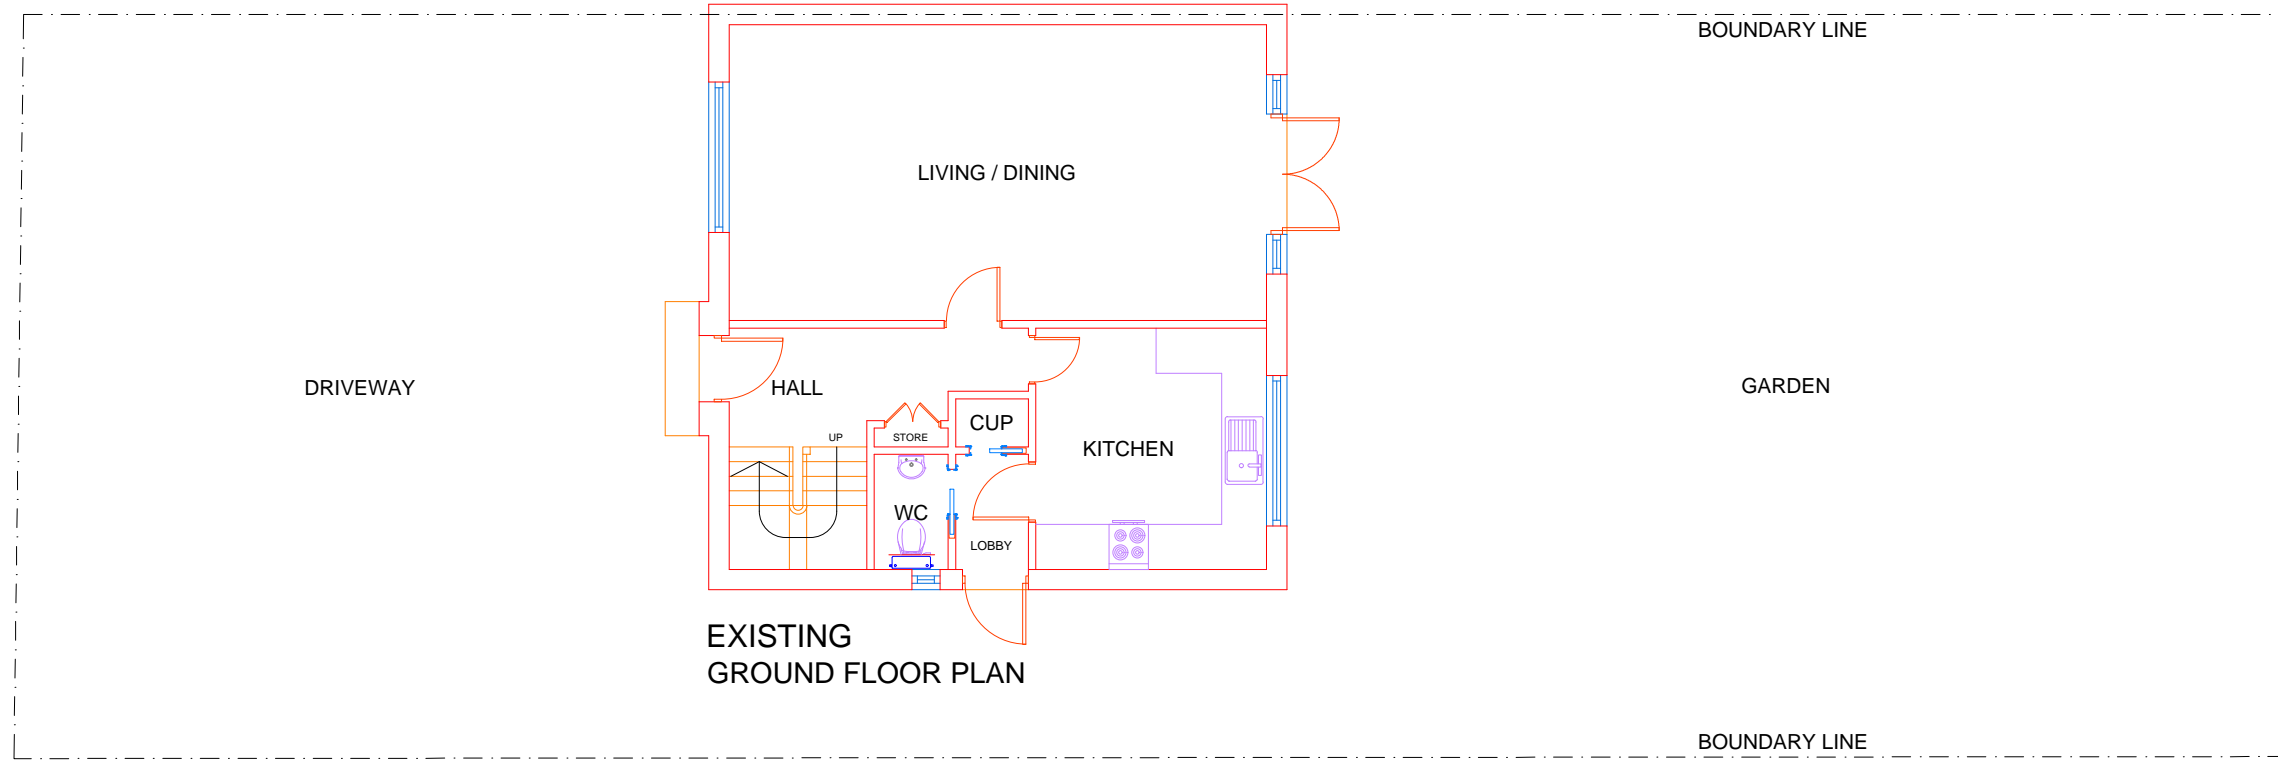 BOUNDARY LINE
LIVING / DINING
DRIVEWAY
HALL
GARDEN
CUP
UP
STORE
KITCHEN
WC
LOBBY
EXISTING
GROUND FLOOR PLAN
BOUNDARY LINE